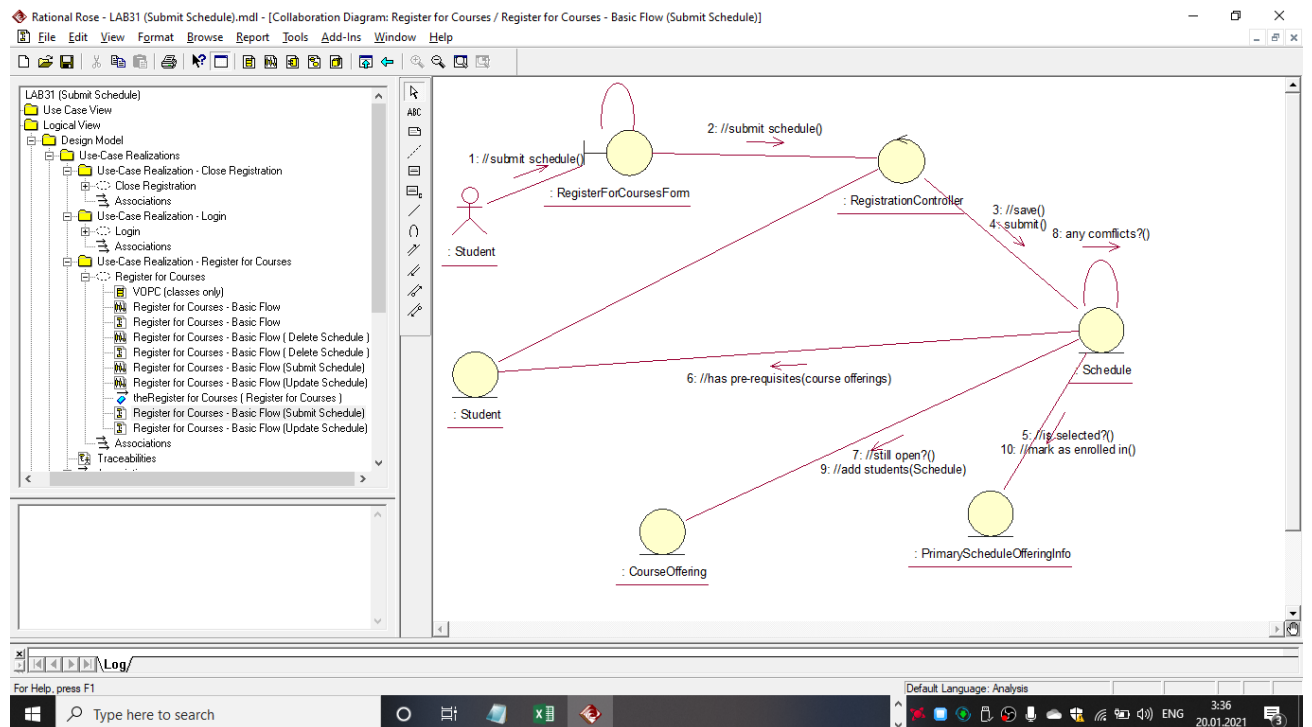 Rational Rose - LAB31 (Submit Schedule).mdl - [Collaboration Diagram: Register for Courses / Register for Courses - Basic Flow (Submit Schedule)]
File Edit View Format Browse Report Tools Add-Ins Window Help
LAB31 (Submit Schedule)
Use Case View
Logical View
Design Model
Use-Case Realizations
Use-Case Realization - Close Registration
Close Registration
Associations
Use-Case Realization - Login
Login
Associations
Use-Case Realization - Register for Courses
Register for Courses
VOPC (classes only)
Register for Courses - Basic Flow
Register for Courses - Basic Flow
Register for Courses - Basic Flow ( Delete Schedule )
Register for Courses - Basic Flow ( Delete Schedule )
Register for Courses - Basic Flow (Submit Schedule)
Register for Courses - Basic Flow (Update Schedule)
theRegister for Courses ( Register for Courses )
Register for Courses - Basic Flow (Submit Schedule)
Register for Courses - Basic Flow (Update Schedule)
Associations
Traceabilities
ABC
1: //submit schedule()
2: //submit schedule()
: RegisterForCoursesForm
: RegistrationController
: Student
3: //save()
4: submit()
8: any comflicts?()
: Schedule
6: //has pre-requisites(course offerings)
: Student
5: //is selected?()
10: //mark as enrolled in()
7: //still open?()
9: //add students(Schedule)
: PrimaryScheduleOfferingInfo
: CourseOffering
Log
For Help, press F1
Default Language: Analysis
Type here to search
ENG
3:36
20.01.2021
3